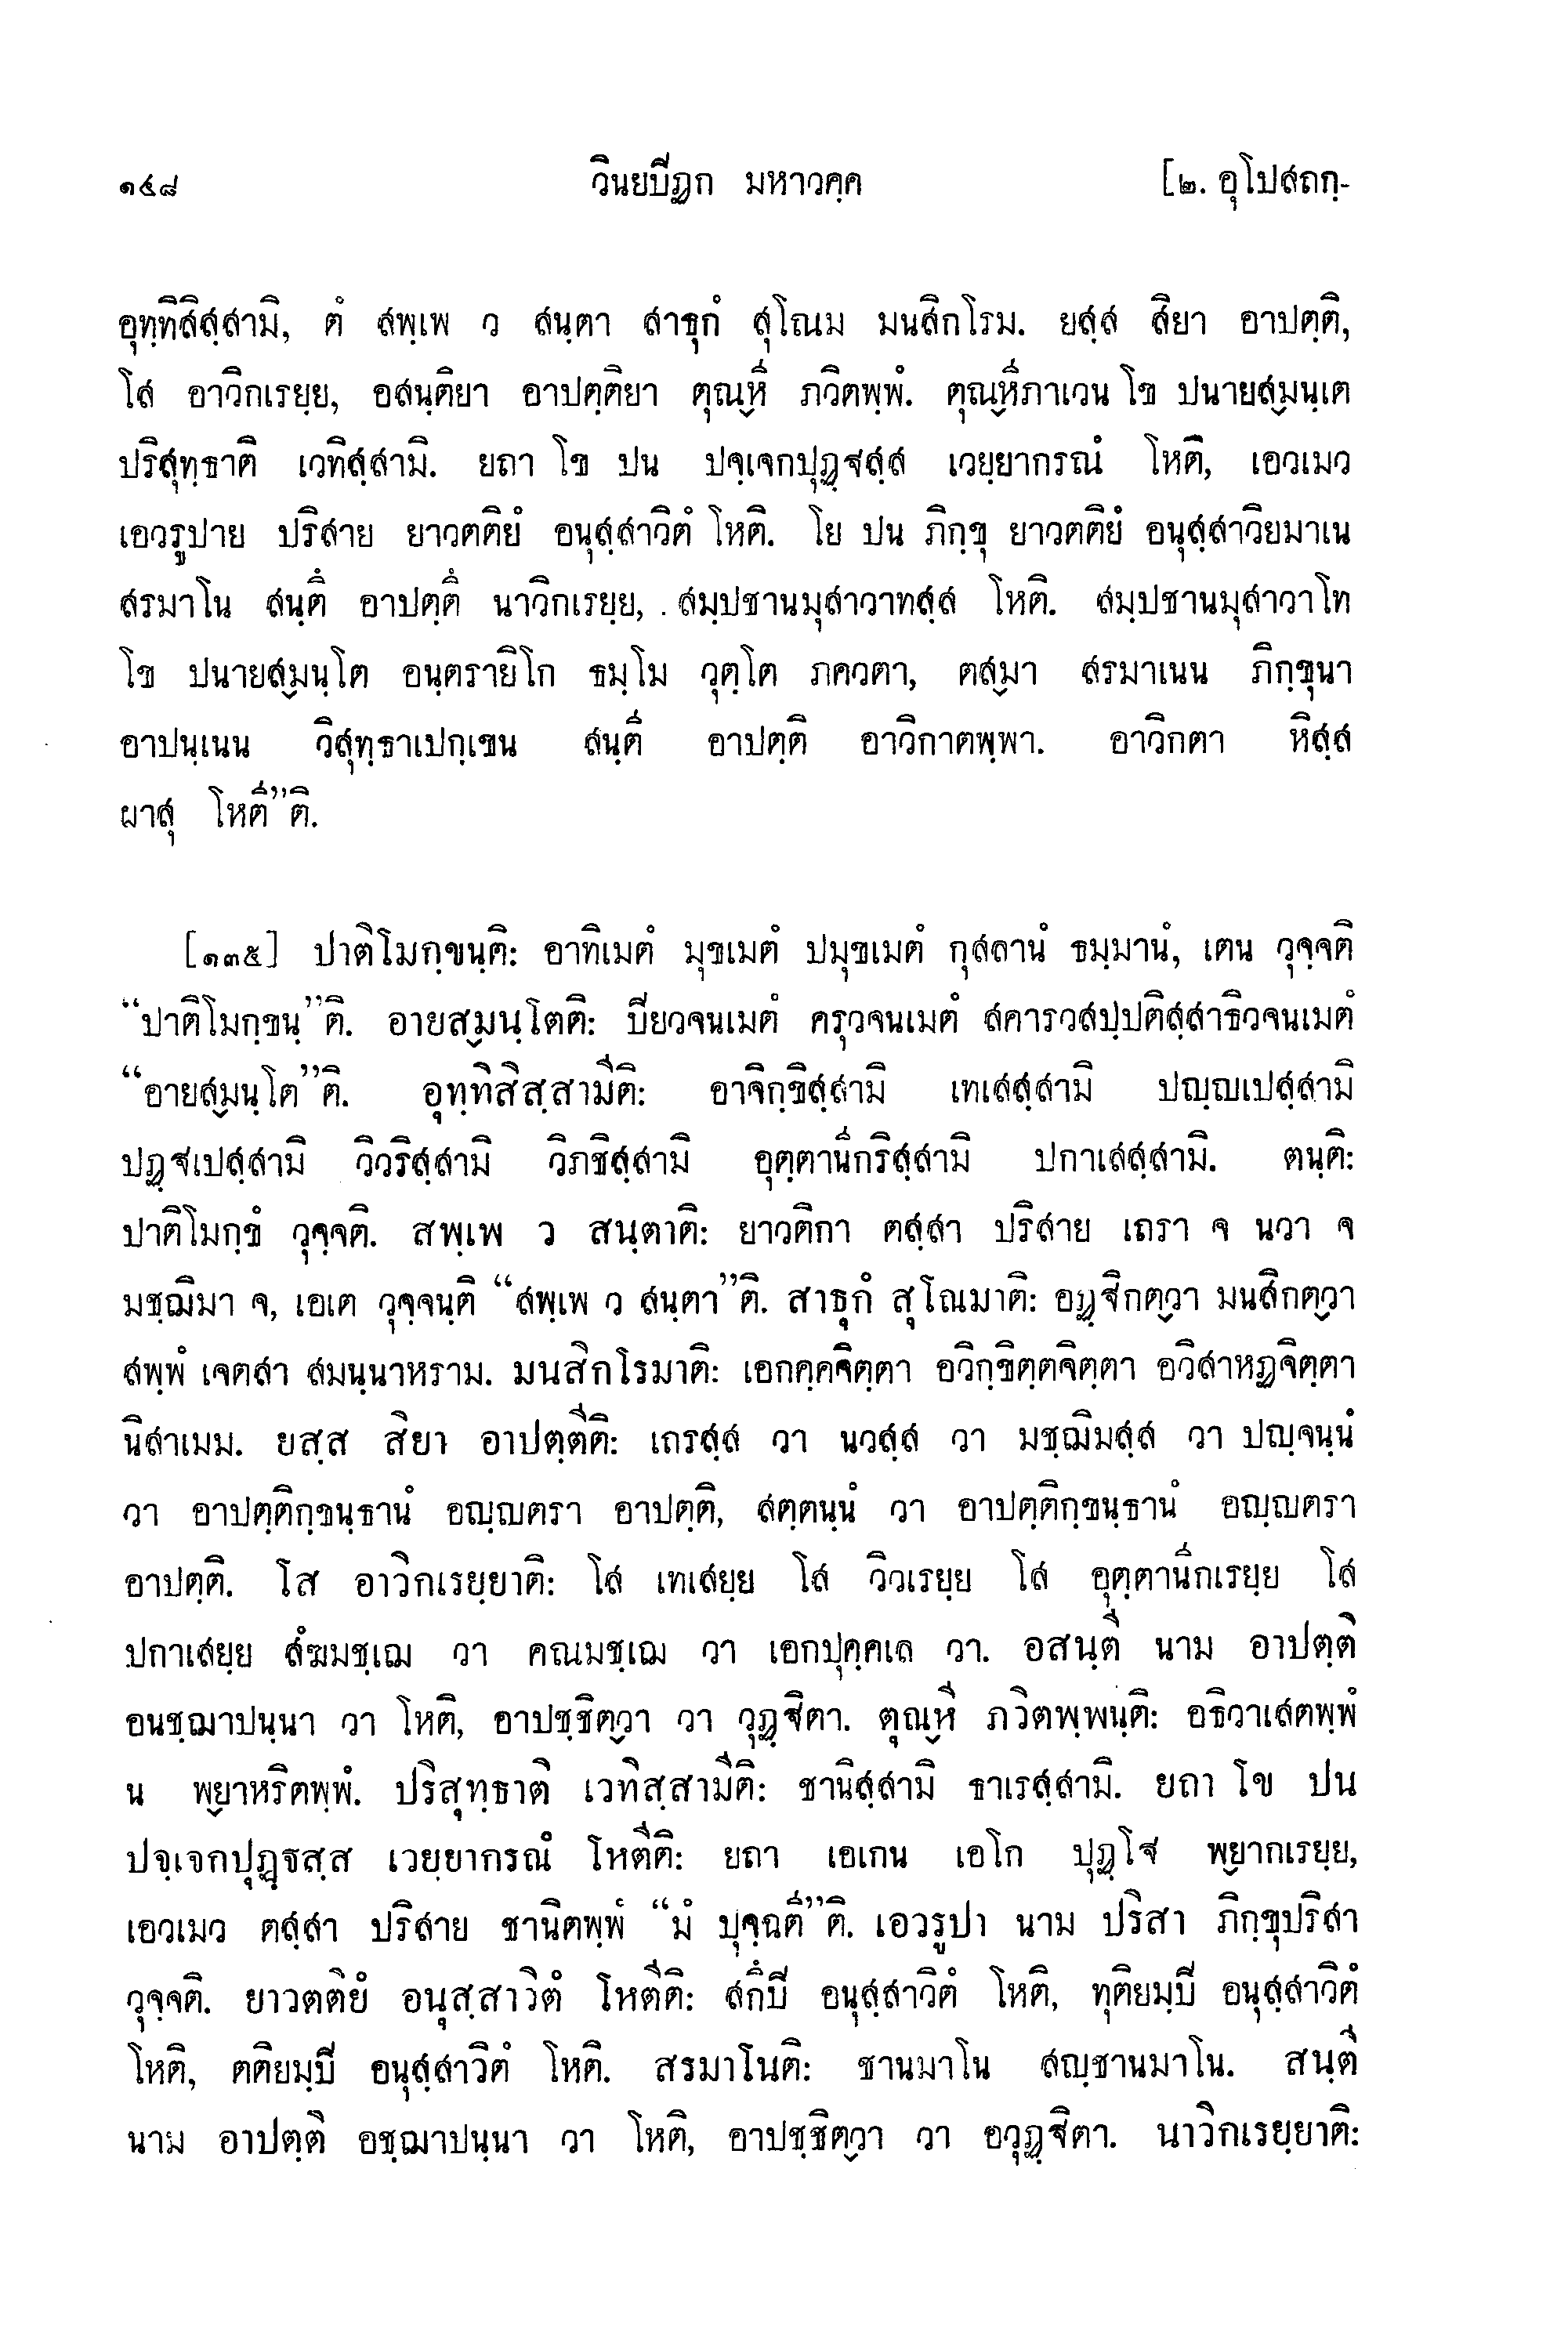 ๑๔๘ วินยปิฏก มหาวคฺค [๒. อุโปสถกฺ-
อุทฺทิสิสฺสามิ, ตํ สพฺเพ ว สนฺตา สาธุกํ สุโณม มนสิกโรม. ยสฺส สิยา อาปตฺติ,
โส อาวิกเรยฺย, อสนฺติยา อาปตฺติยา ตุณฺหี ภวิตพฺพํ. ตุณฺหีภาเวน โข ปนายสฺมนฺเต
ปริสุทฺธาติ เวทิสฺสามิ. ยถา โข ปน ปจฺเจกปุฏฺฐสฺส เวยฺยากรณํ โหติ, เอวเมว
เอวรูปาย ปริสาย ยาวตติยํ อนุสฺสาวิตํ โหติ. โย ปน ภิกฺขุ ยาวตติยํ อนุสฺสาวิยมาเน
สรมาโน สนฺตึ อาปตฺตึ นาวิกเรยฺย, สมฺปชานมุสาวาทสฺส โหติ. สมฺปชานมุสาวาโท
โข ปนายสฺมนฺโต อนฺตรายิโก ธมฺโม วุตฺโต ภควตา, ตสฺมา สรมาเนน ภิกฺขุนา
อาปนฺเนน วิสุทฺธาเปกฺเขน สนฺตี อาปตฺติ อาวิกาตพฺพา. อาวิกตา หิสฺส
ผาสุ โหตี”ติ.
[๑๓๕] ปาติโมกฺขนฺติ: อาทิเมตํ มุขเมตํ ปมุขเมตํ กุสลานํ ธมฺมานํ, เตน วุจฺจติ
“ปาติโมกฺขนฺ”ติ. อายสฺมนฺโตติ: ปิยวจนเมตํ ครุวจนเมตํ สคารวสปฺปติสฺสาธิวจนเมตํ
“อายสฺมนฺโต”ติ. อุทฺทิสิสฺสามีติ: อาจิกฺขิสฺสามิ เทเสสฺสามิ ปญฺญเปสฺสามิ
ปฏฺฐเปสฺสามิ วิวริสฺสามิ วิภชิสฺสามิ อุตฺตานีกริสฺสามิ ปกาเสสฺสามิ. ตนฺติ:
ปาติโมกฺขํ วุจฺจติ. สพฺเพ ว สนฺตาติ: ยาวติกา ตสฺสา ปริสาย เถรา จ นวา จ
มชฺฌิมา จ, เอเต วุจฺจนฺติ “สพฺเพ ว สนฺตา”ติ. สาธุกํ สุโณมาติ: อฏฺฐิกตฺวา มนสิกตฺวา
สพฺพํ เจตสา สมนฺนาหราม. มนสิกโรมาติ: เอกคฺคจิตฺตา อวิกฺขิตฺตจิตฺตา อวิสาหฏจิตฺตา
นิสาเมม. ยสฺส สิยา อาปตฺตีติ: เถรสฺส วา นวสฺส วา มชฺฌิมสฺส วา ปญฺจนฺนํ
วา อาปตฺติกฺขนฺธานํ อญฺญตรา อาปตฺติ, สตฺตนฺนํ วา อาปตฺติกฺขนฺธานํ อญฺญตรา
อาปตฺติ. โส อาวิกเรยฺยาติ: โส เทเสยฺย โส วิวเรยฺย โส อุตฺตานีกเรยฺย โส
ปกาเสยฺย สํฆมชฺเฌ วา คณมชฺเฌ วา เอกปุคฺคเล วา. อสนฺตี นาม อาปตฺติ
อนชฺฌาปนฺนา วา โหติ, อาปชฺชิตฺวา วา วุฏฺฐิตา. ตุณฺหี ภวิตพฺพนฺติ: อธิวาเสตพฺพํ
น พฺยาหริตพฺพํ. ปริสุทฺธาติ เวทิสฺสามีติ: ชานิสฺสามิ ธาเรสฺสามิ. ยถา โข ปน
ปจฺเจกปุฏฺฐสฺส เวยฺยากรณํ โหตีติ: ยถา เอเกน เอโก ปุฏฺโฐ พฺยากเรยฺย,
เอวเมว ตสฺสา ปริสาย ชานิตพฺพํ “มํ ปุจฺฉตี”ติ. เอวรูปา นาม ปริสา ภิกฺขุปริสา
วุจฺจติ. ยาวตติยํ อนุสฺสาวิตํ โหตีติ: สกึปิ อนุสฺสาวิตํ โหติ, ทุติยมฺปิ อนุสฺสาวิตํ
โหติ, ตติยมฺปิ อนุสฺสาวิตํ โหติ. สรมาโนติ: ชานมาโน สญฺชานมาโน. สนฺตี
นาม อาปตฺติ อชฺฌาปนฺนา วา โหติ, อาปชฺชิตฺวา วา อวุฏฺฐิตา. นาวิกเรยฺยาติ: